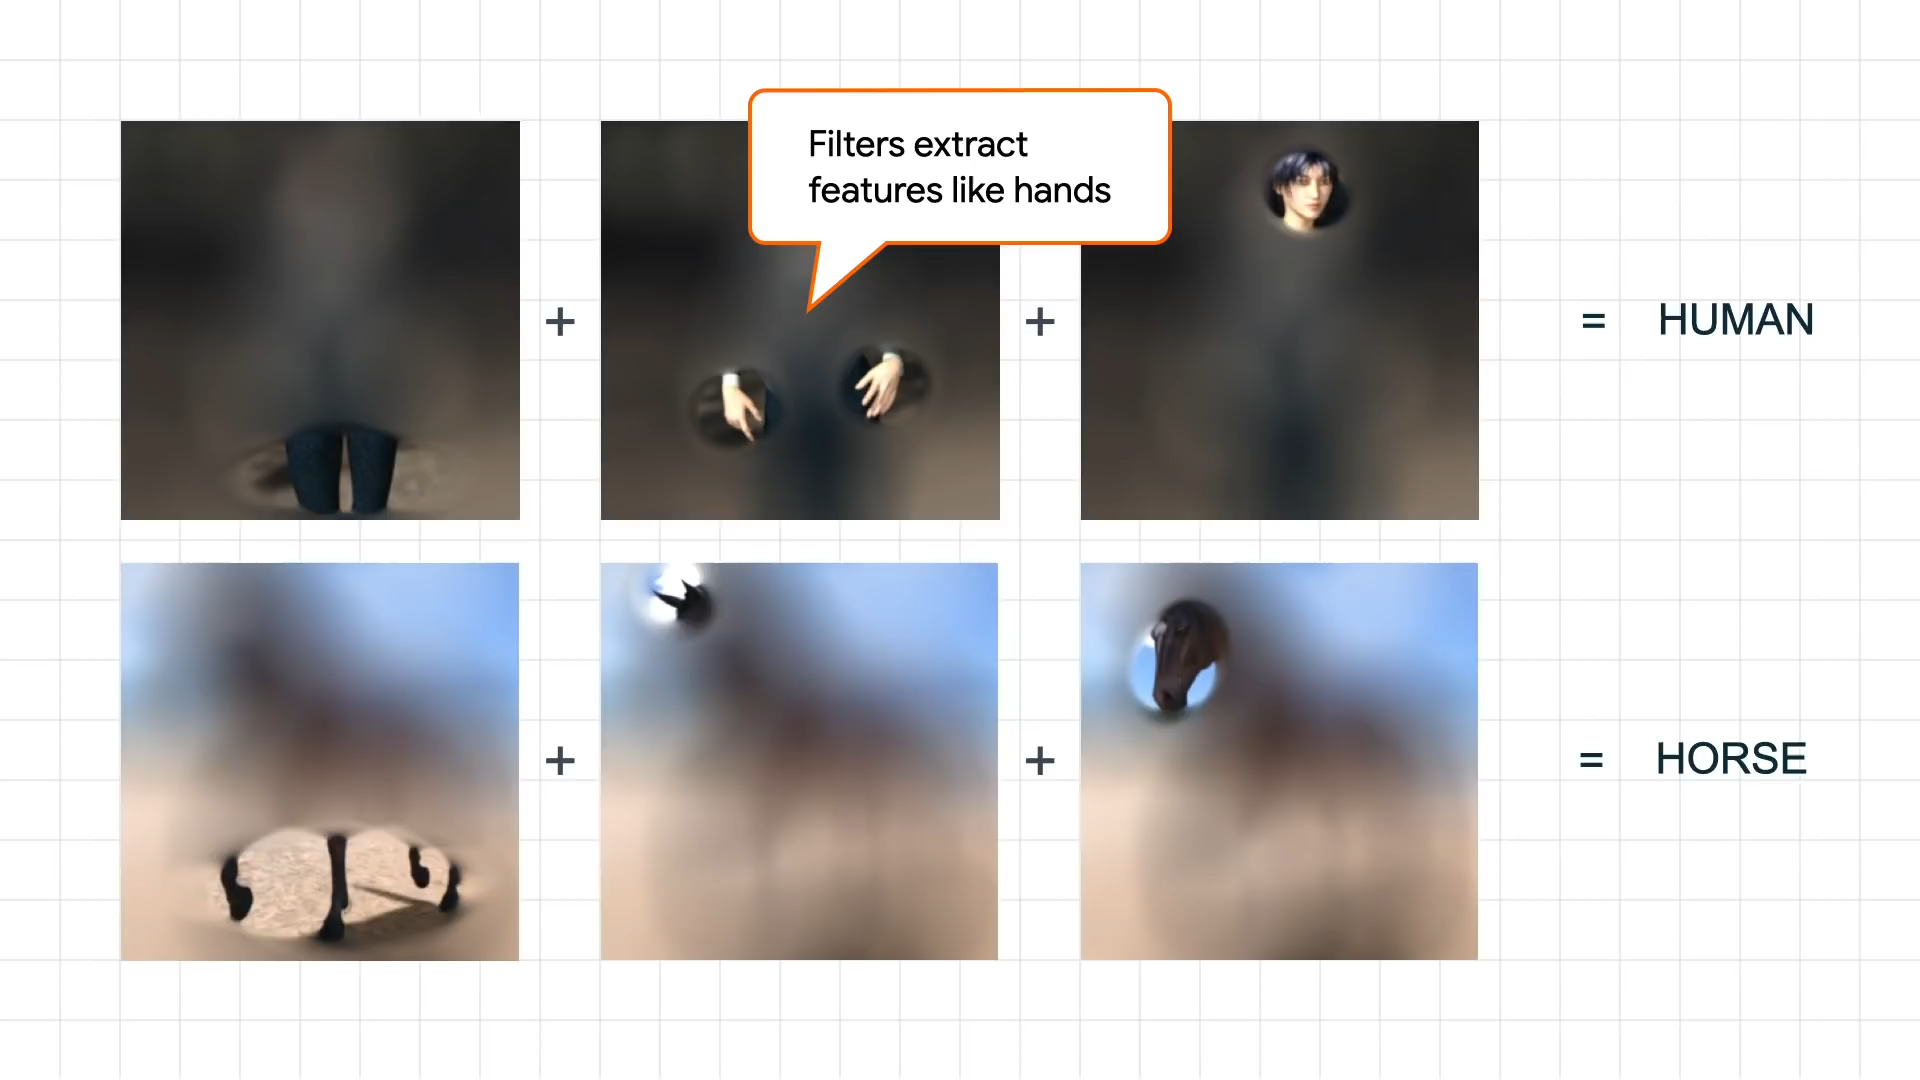 Filters extract
features like hands
+ + = HUMAN
+ + = HORSE